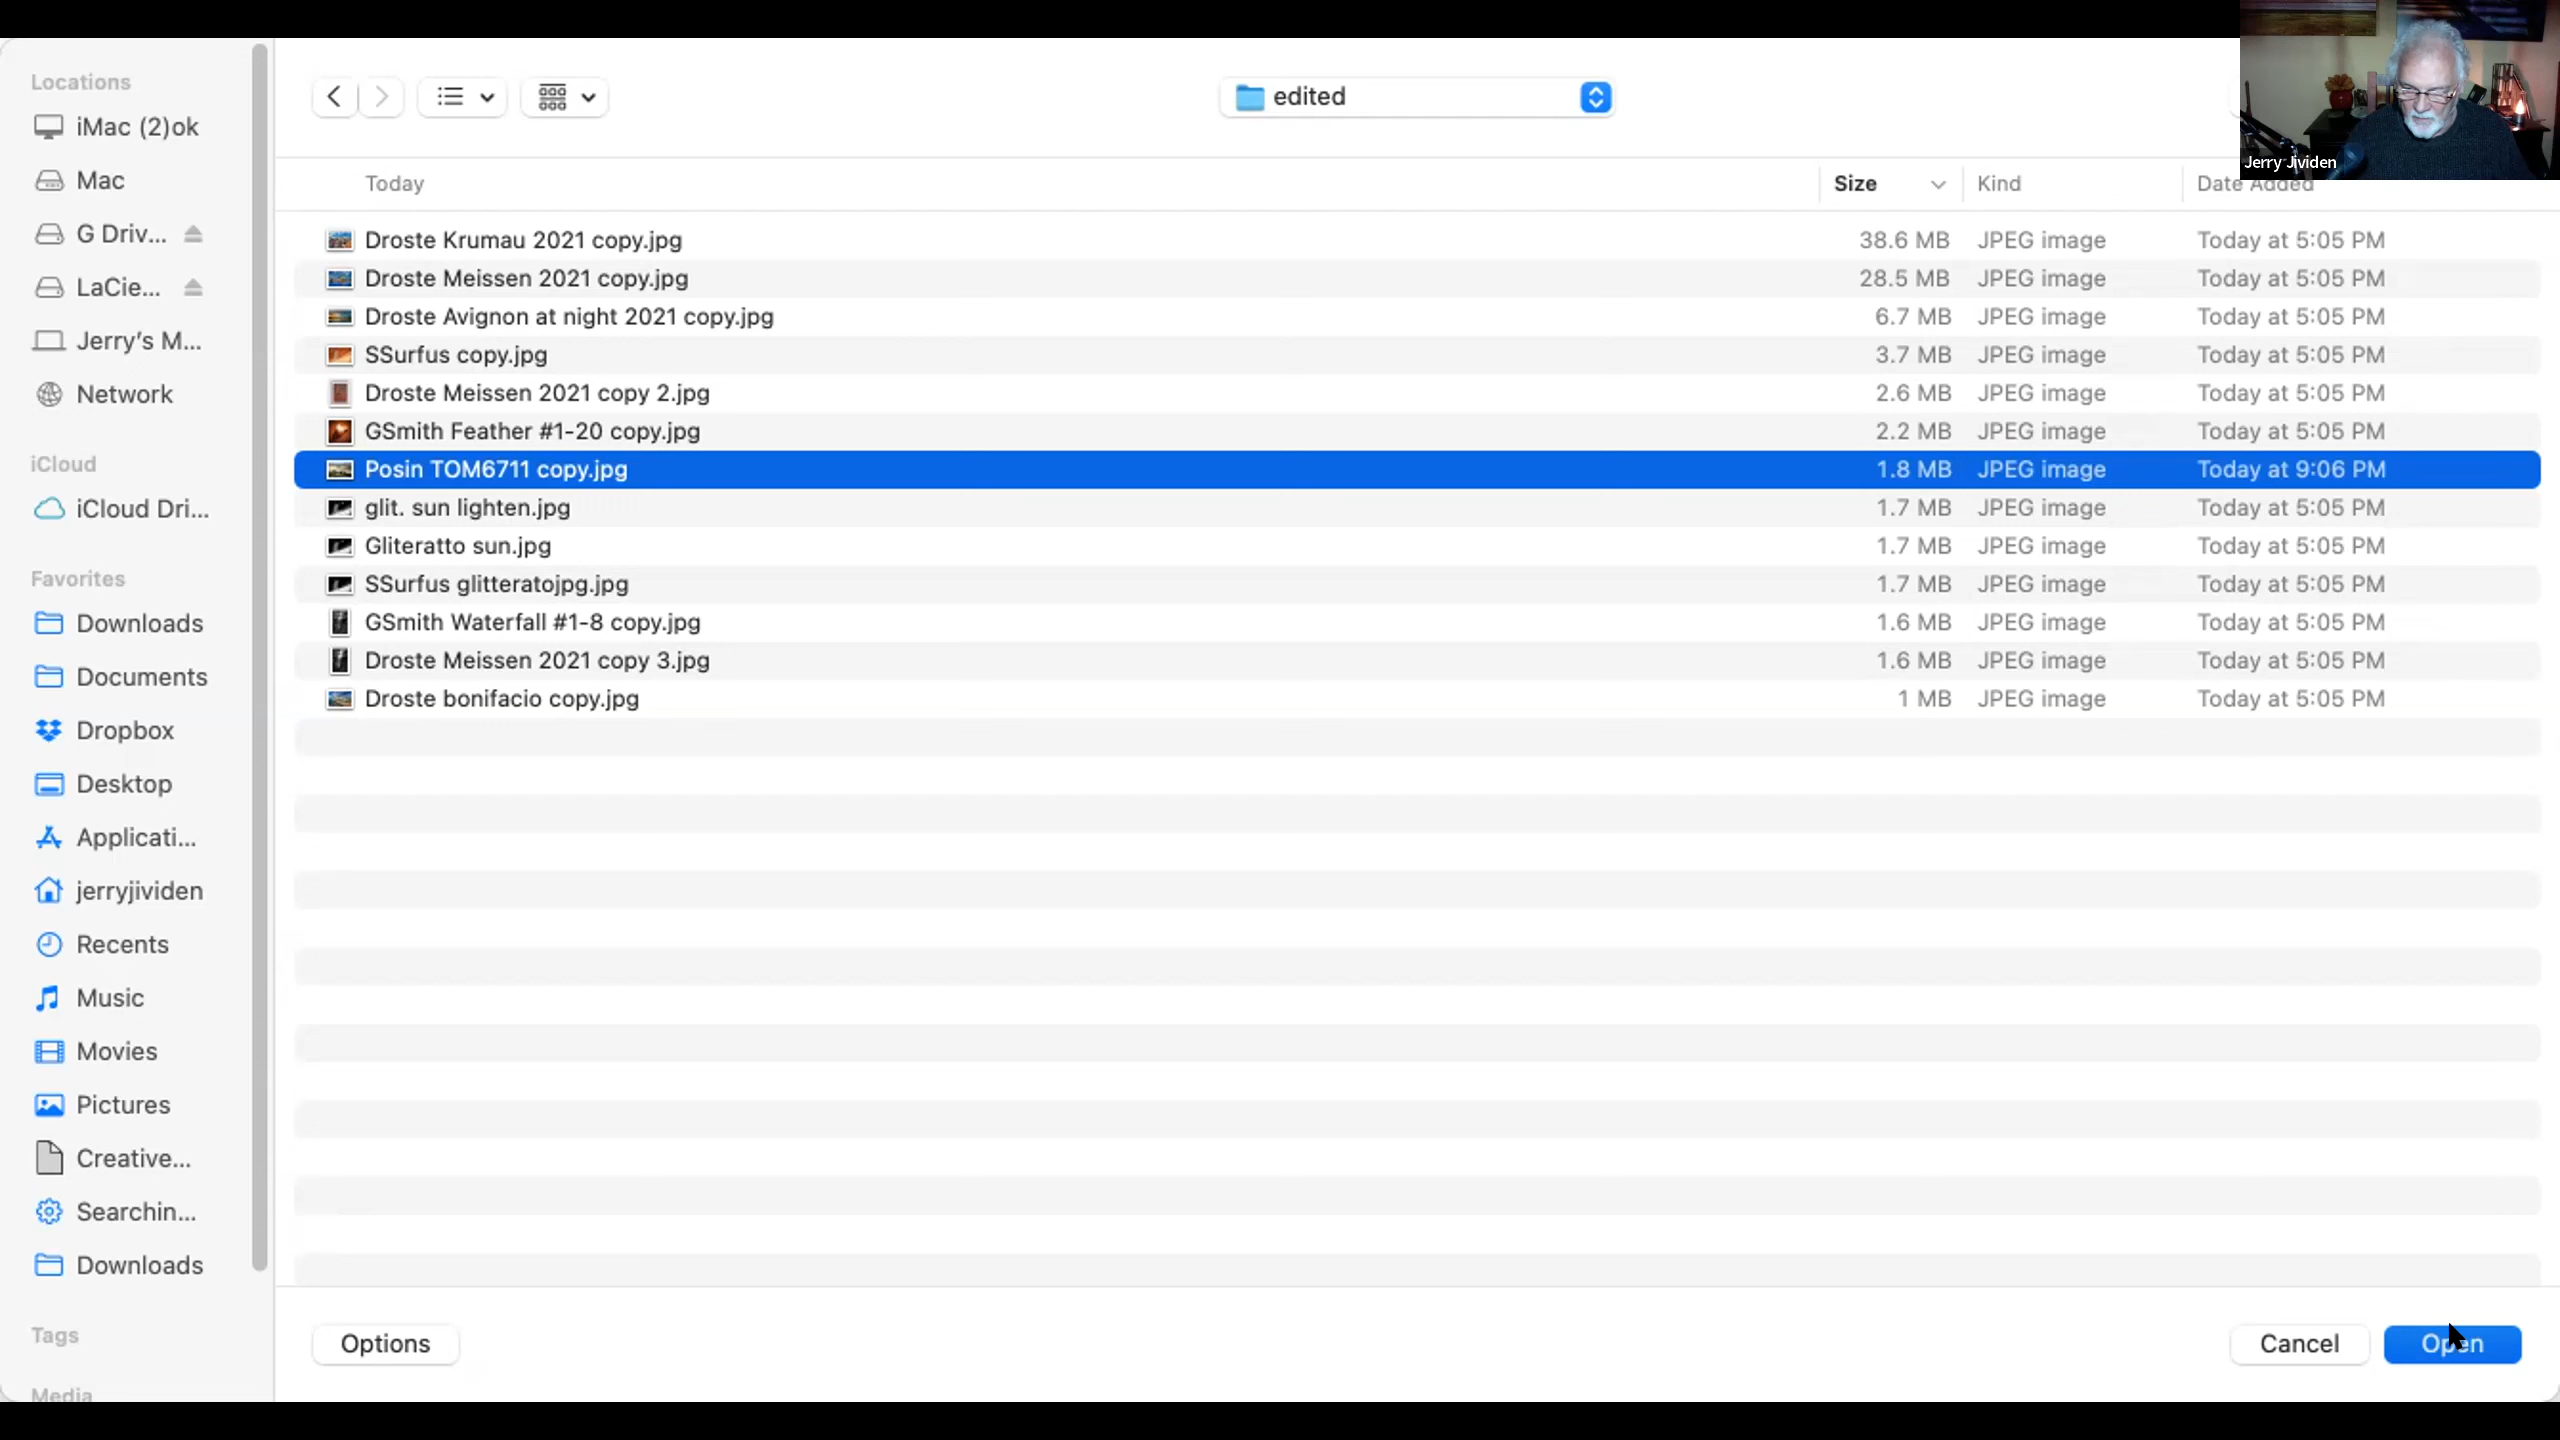 Locations
iMac (2)ok
Mac
G Driv...
LaCie...
Jerry's M...
Network
iCloud
iCloud Dri...
Favorites
Downloads
Documents
Dropbox
Desktop
Applicati...
jerryjividen
Recents
Music
Movies
Pictures
Creative...
Searchin...
Downloads
Tags
Media
edited
Jerry Jividen
Today Size Kind Date Added
Droste Krumau 2021 copy.jpg 38.6 MB JPEG image Today at 5:05 PM
Droste Meissen 2021 copy.jpg 28.5 MB JPEG image Today at 5:05 PM
Droste Avignon at night 2021 copy.jpg 6.7 MB JPEG image Today at 5:05 PM
SSurfus copy.jpg 3.7 MB JPEG image Today at 5:05 PM
Droste Meissen 2021 copy 2.jpg 2.6 MB JPEG image Today at 5:05 PM
GSmith Feather #1-20 copy.jpg 2.2 MB JPEG image Today at 5:05 PM
Posin TOM6711 copy.jpg 1.8 MB JPEG image Today at 9:06 PM
glit. sun lighten.jpg 1.7 MB JPEG image Today at 5:05 PM
Gliteratto sun.jpg 1.7 MB JPEG image Today at 5:05 PM
SSurfus glitteratojpg.jpg 1.7 MB JPEG image Today at 5:05 PM
GSmith Waterfall #1-8 copy.jpg 1.6 MB JPEG image Today at 5:05 PM
Droste Meissen 2021 copy 3.jpg 1.6 MB JPEG image Today at 5:05 PM
Droste bonifacio copy.jpg 1 MB JPEG image Today at 5:05 PM
Options Cancel Open